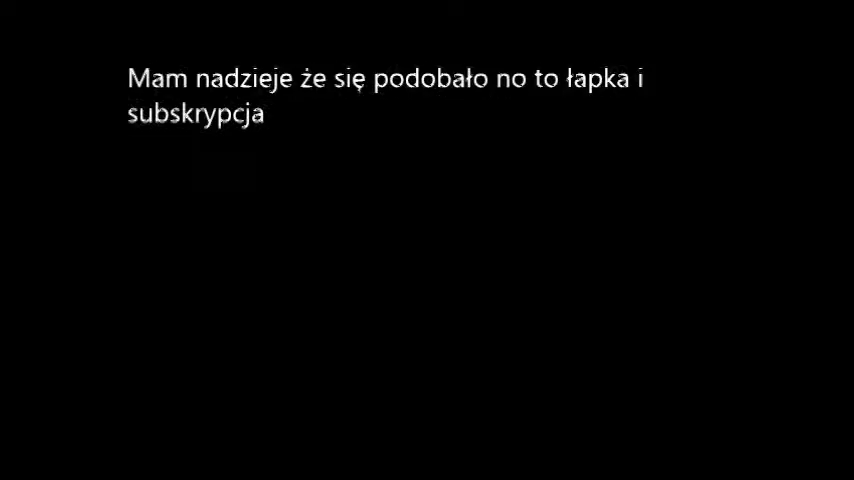 Mam nadzieje że się podobało no to łapka i
subskrypcja